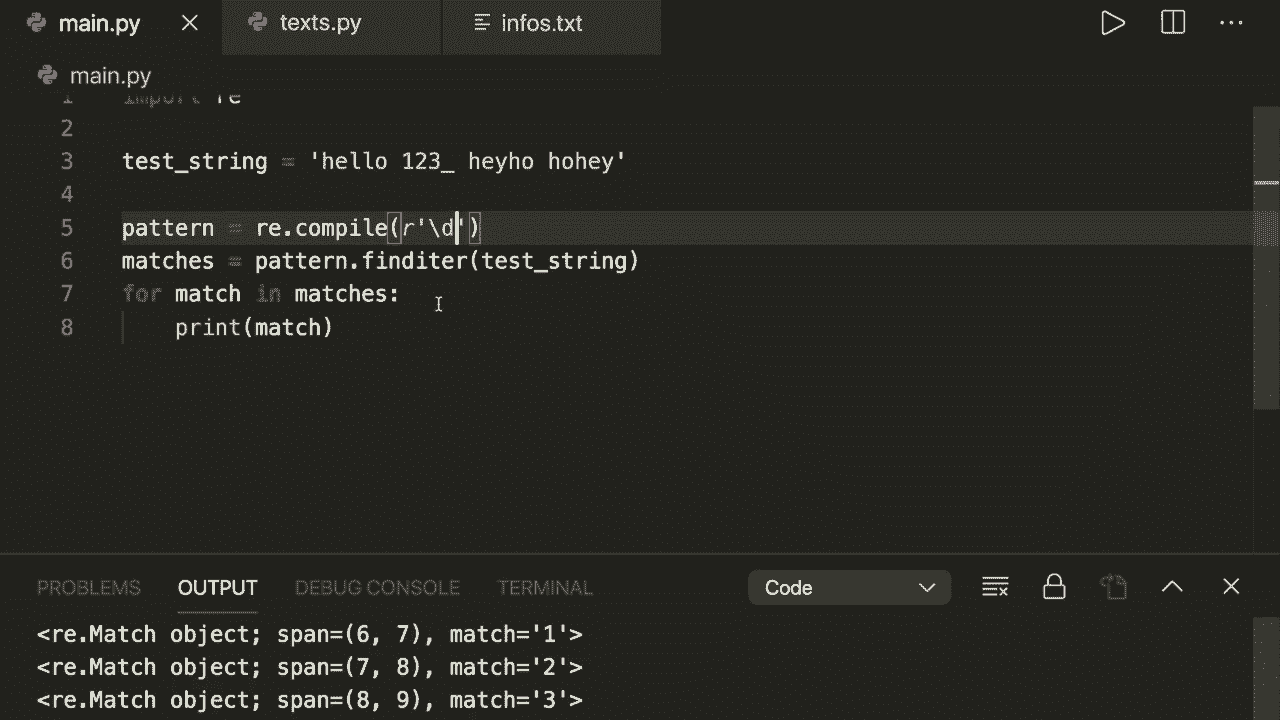 main.py texts.py infos.txt
main.py
1 import re
2
3 test_string = 'hello 123_ heyho hohey'
4
5 pattern = re.compile(r'\d')
6 matches = pattern.finditer(test_string)
7 for match in matches:
8 print(match)
PROBLEMS OUTPUT DEBUG CONSOLE TERMINAL Code
<re.Match object; span=(6, 7), match='1'>
<re.Match object; span=(7, 8), match='2'>
<re.Match object; span=(8, 9), match='3'>